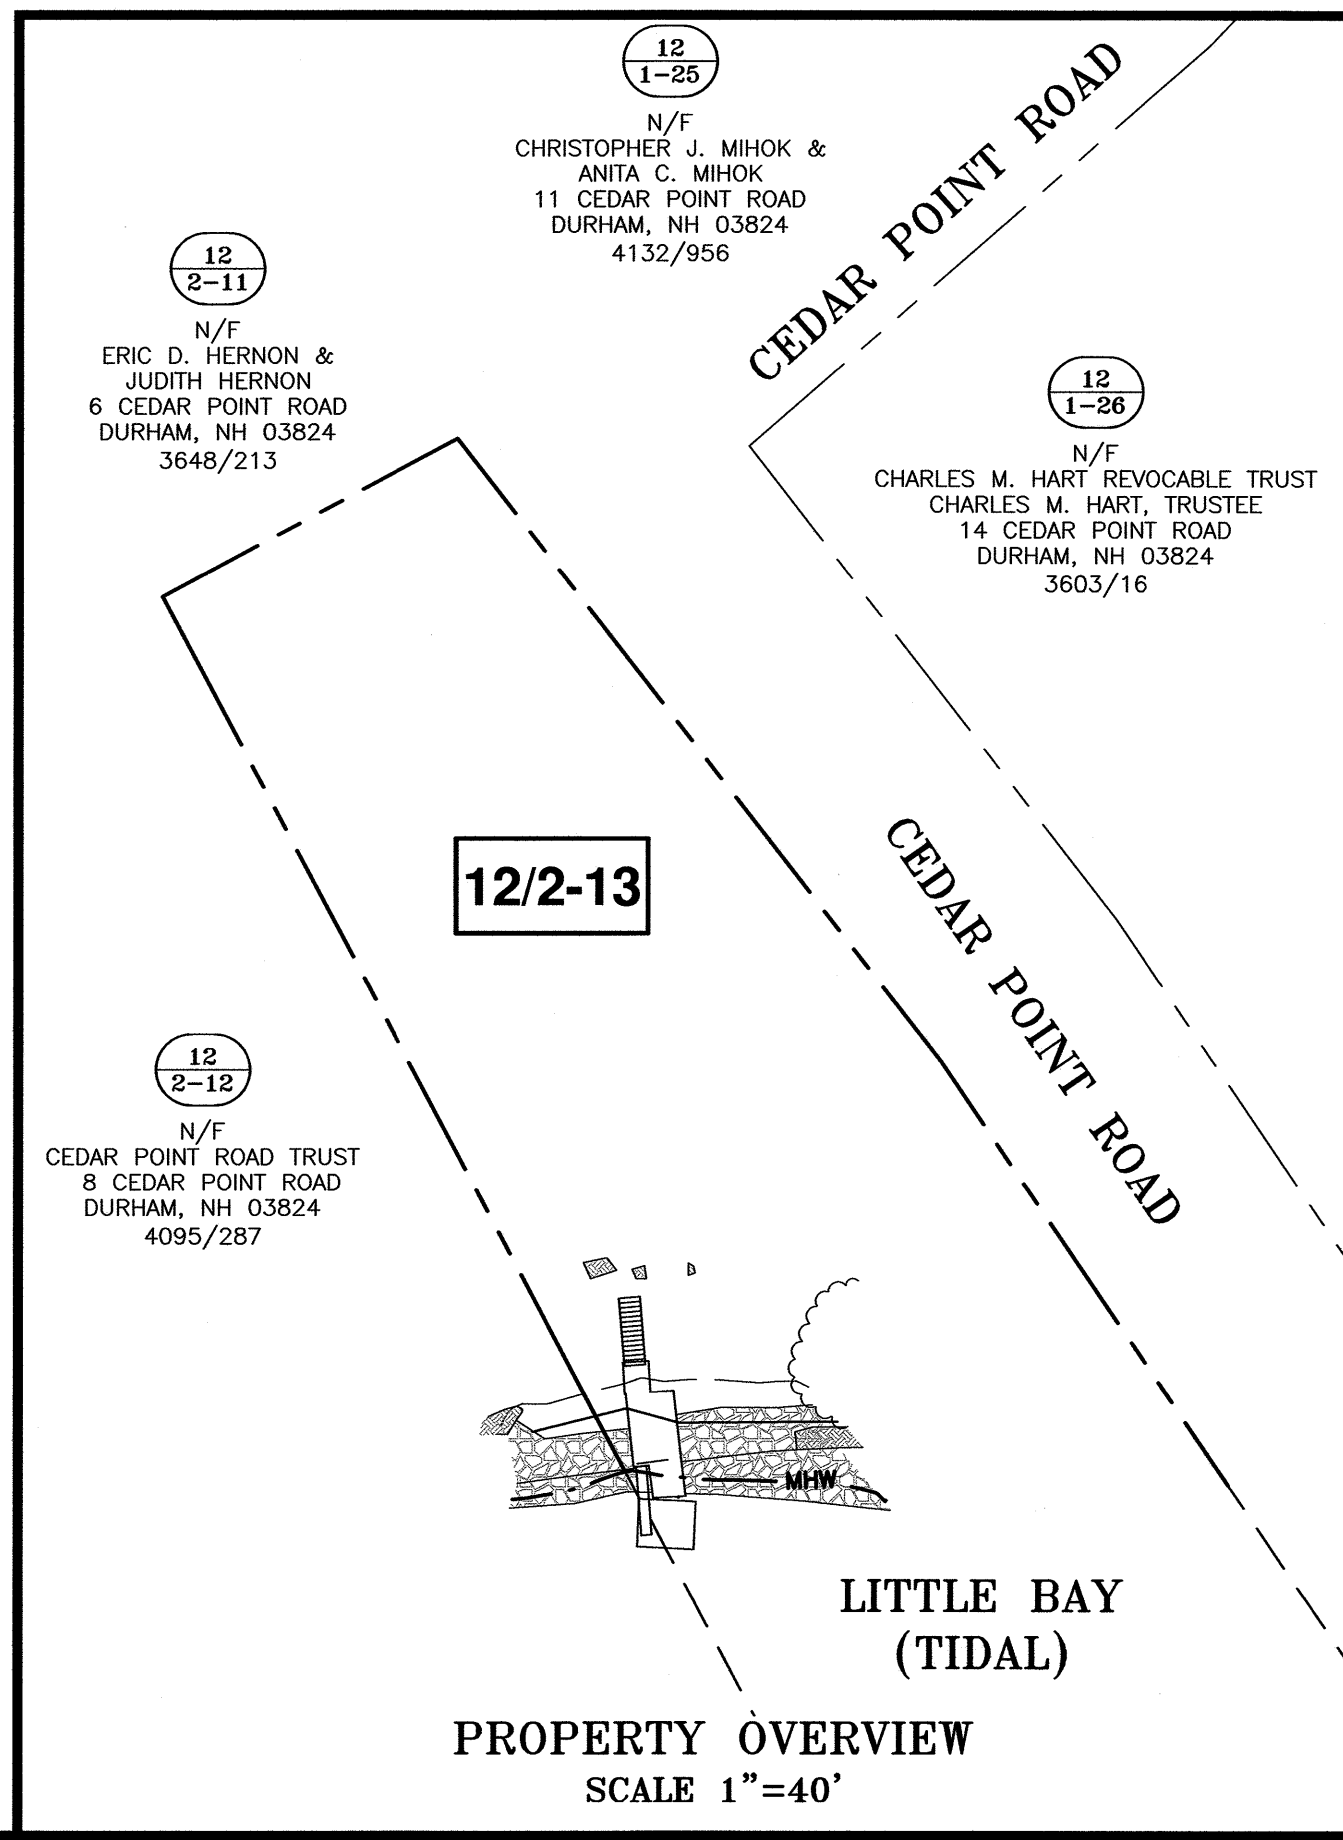 12
1-25
N/F
CHRISTOPHER J. MIHOK &
ANITA C. MIHOK
11 CEDAR POINT ROAD
DURHAM, NH 03824
4132/956
CEDAR POINT ROAD
12
2-11
N/F
ERIC D. HERNON &
JUDITH HERNON
6 CEDAR POINT ROAD
DURHAM, NH 03824
3648/213
12
1-26
N/F
CHARLES M. HART REVOCABLE TRUST
CHARLES M. HART, TRUSTEE
14 CEDAR POINT ROAD
DURHAM, NH 03824
3603/16
12/2-13
CEDAR POINT ROAD
12
2-12
N/F
CEDAR POINT ROAD TRUST
8 CEDAR POINT ROAD
DURHAM, NH 03824
4095/287
MHW
LITTLE BAY
(TIDAL)
PROPERTY OVERVIEW
SCALE 1"=40'